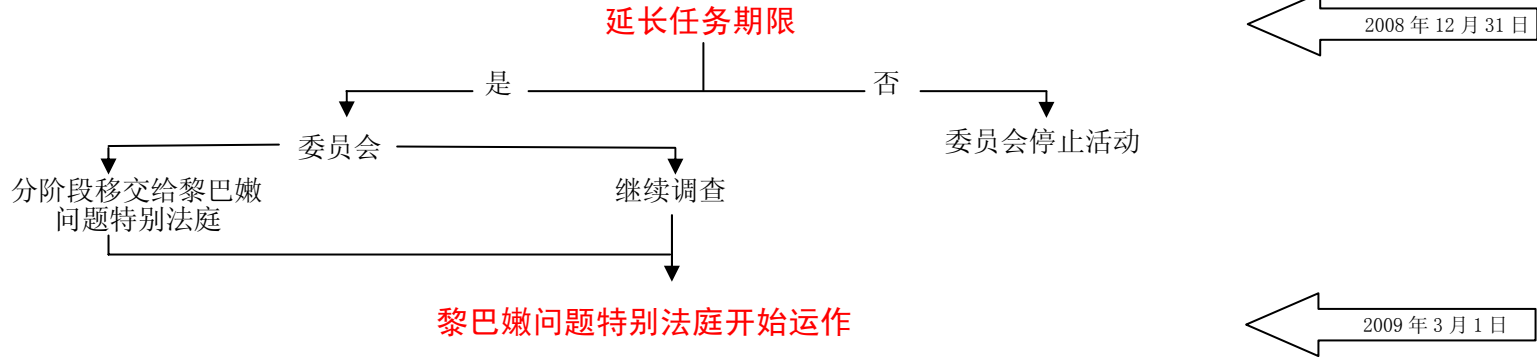 延长任务期限
2008 年 12 月 31 日
是
否
委员会
委员会停止活动
分阶段移交给黎巴嫩
问题特别法庭
继续调查
黎巴嫩问题特别法庭开始运作
2009 年 3 月 1 日